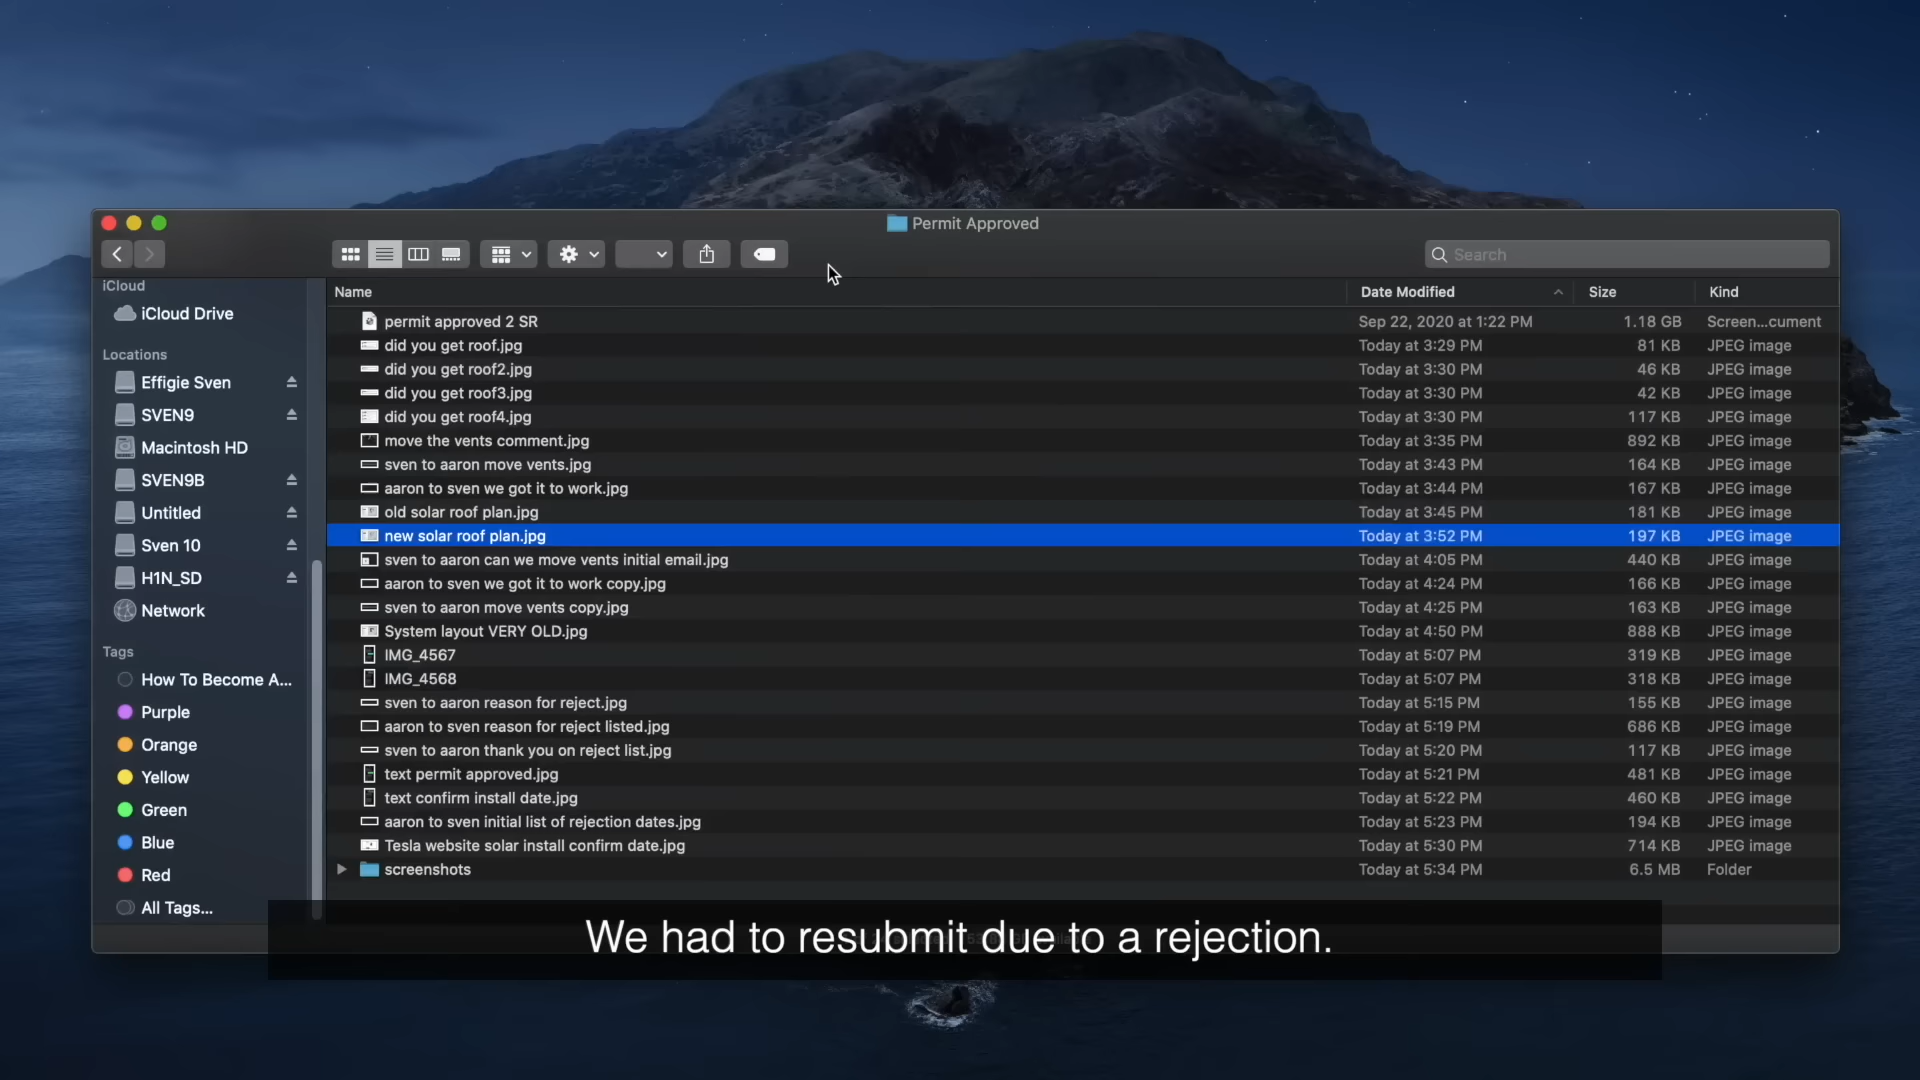 Permit Approved
Search
iCloud
iCloud Drive
Locations
Effigie Sven
SVEN9
Macintosh HD
SVEN9B
Untitled
Sven 10
H1N_SD
Network
Tags
How To Become A...
Purple
Orange
Yellow
Green
Blue
Red
All Tags...
Name Date Modified Size Kind
permit approved 2 SR Sep 22, 2020 at 1:22 PM 1.18 GB Screen...cument
did you get roof.jpg Today at 3:29 PM 81 KB JPEG image
did you get roof2.jpg Today at 3:30 PM 46 KB JPEG image
did you get roof3.jpg Today at 3:30 PM 42 KB JPEG image
did you get roof4.jpg Today at 3:30 PM 117 KB JPEG image
move the vents comment.jpg Today at 3:35 PM 892 KB JPEG image
sven to aaron move vents.jpg Today at 3:43 PM 164 KB JPEG image
aaron to sven we got it to work.jpg Today at 3:44 PM 167 KB JPEG image
old solar roof plan.jpg Today at 3:45 PM 181 KB JPEG image
new solar roof plan.jpg Today at 3:52 PM 197 KB JPEG image
sven to aaron can we move vents initial email.jpg Today at 4:05 PM 440 KB JPEG image
aaron to sven we got it to work copy.jpg Today at 4:24 PM 166 KB JPEG image
sven to aaron move vents copy.jpg Today at 4:25 PM 163 KB JPEG image
System layout VERY OLD.jpg Today at 4:50 PM 888 KB JPEG image
IMG_4567 Today at 5:07 PM 319 KB JPEG image
IMG_4568 Today at 5:07 PM 318 KB JPEG image
sven to aaron reason for reject.jpg Today at 5:15 PM 155 KB JPEG image
aaron to sven reason for reject listed.jpg Today at 5:19 PM 686 KB JPEG image
sven to aaron thank you on reject list.jpg Today at 5:20 PM 117 KB JPEG image
text permit approved.jpg Today at 5:21 PM 481 KB JPEG image
text confirm install date.jpg Today at 5:22 PM 460 KB JPEG image
aaron to sven initial list of rejection dates.jpg Today at 5:23 PM 194 KB JPEG image
Tesla website solar install confirm date.jpg Today at 5:30 PM 714 KB JPEG image
screenshots Today at 5:34 PM 6.5 MB Folder
We had to resubmit due to a rejection.